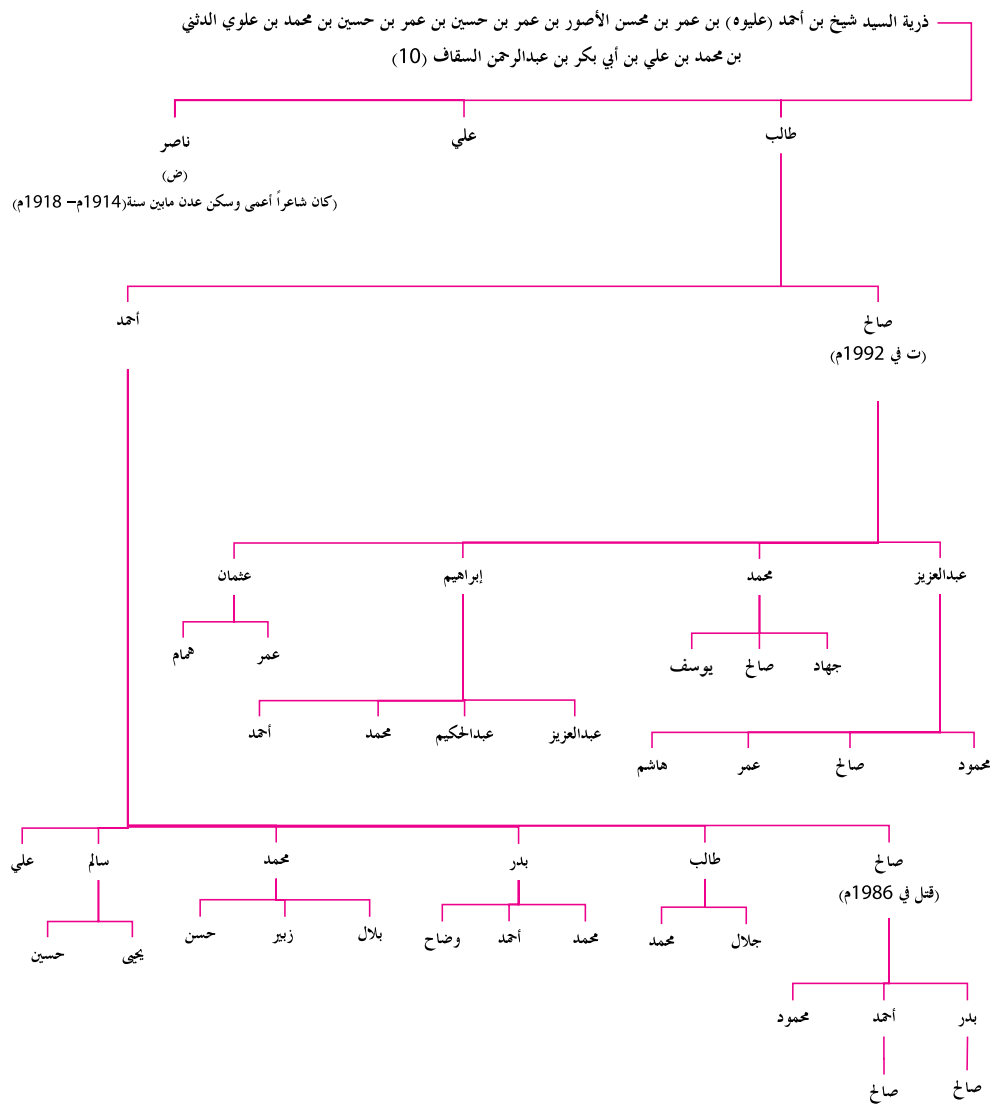 ذرية السيد شيخ بن أحمد (عليوه) بن عمر بن محسن الأصور بن عمر بن حسين بن عمر بن حسين بن محمد بن علوي الدثني
بن محمد بن علي بن أبي بكر بن عبدالرحمن السقاف (10)
طالب
علي
ناصر
(ض)
(كان شاعراً أعمى وسكن عدن مابين سنة(1914م– 1918م)
صالح
أحمد
(ت في 1992م)
عبدالعزيز
محمد
إبراهيم
عثمان
جهاد
صالح
يوسف
عمر
همام
عبدالعزيز
عبدالحكيم
محمد
أحمد
محمود
صالح
عمر
هاشم
صالح
طالب
بدر
محمد
سالم
علي
(قتل في 1986م)
جلال
محمد
محمد
أحمد
وضاح
بلال
زبير
حسن
يحيى
حسين
بدر
أحمد
محمود
صالح
صالح